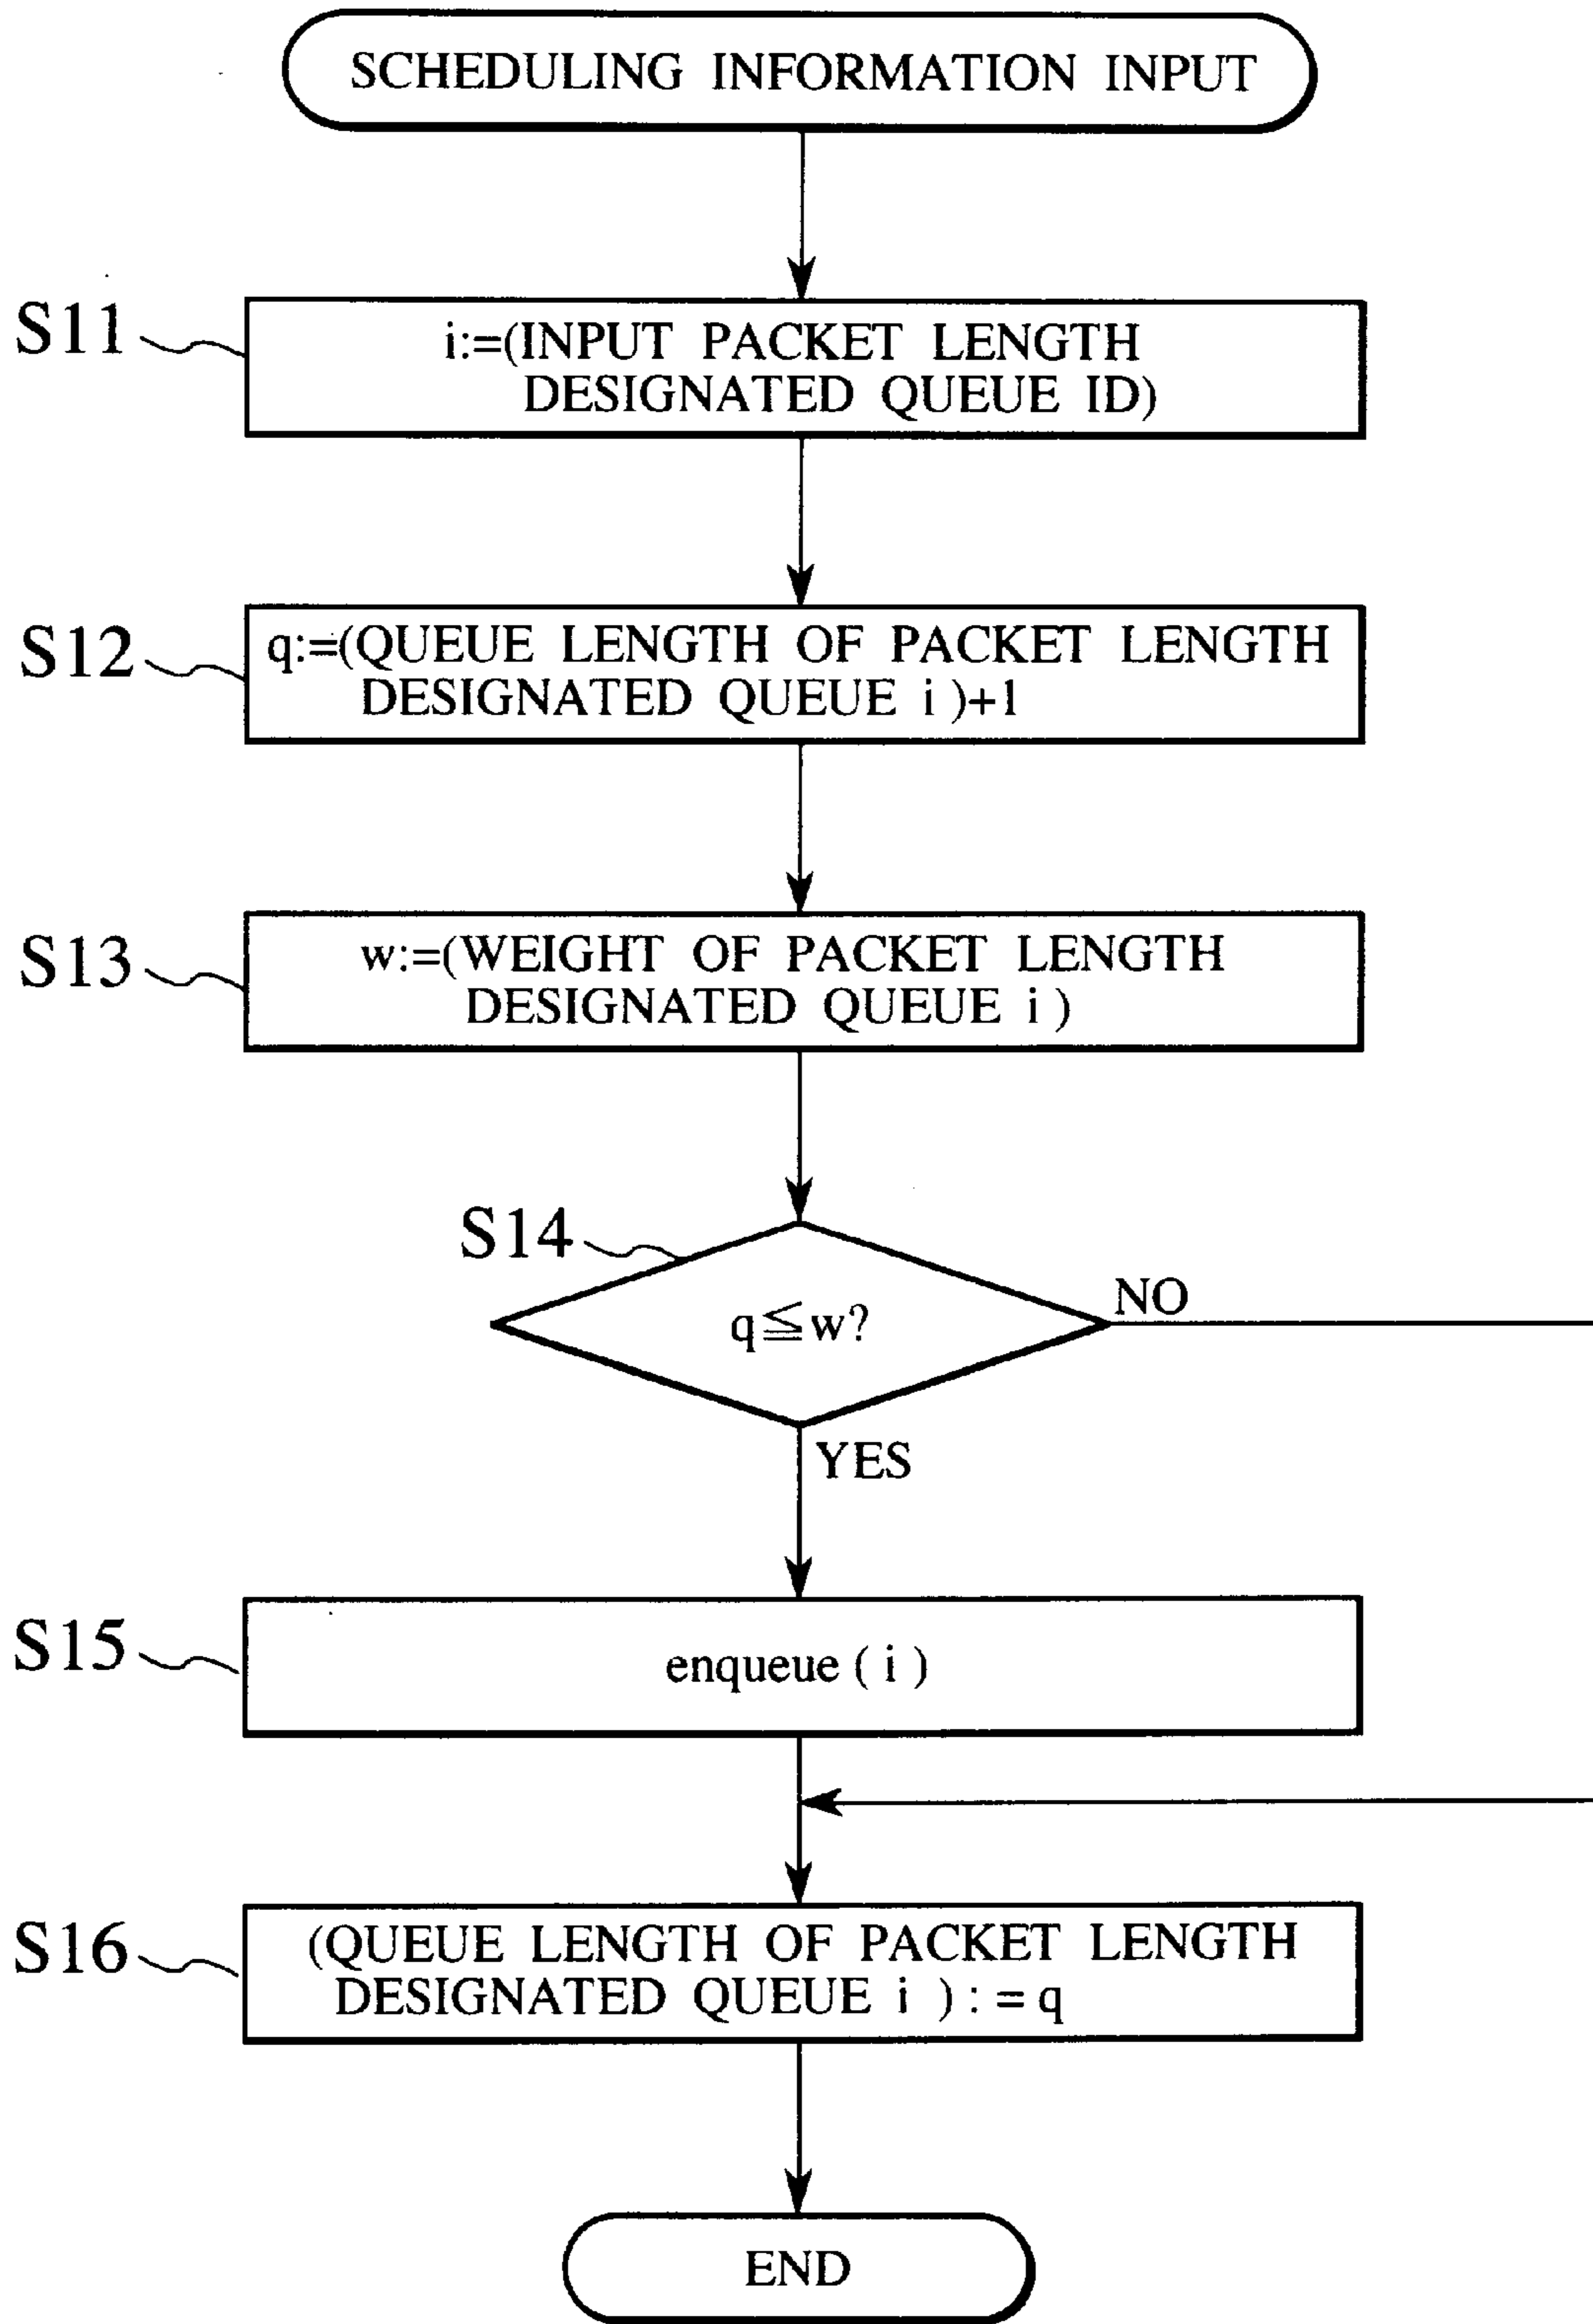 SCHEDULING INFORMATION INPUT
S11
i:=(INPUT PACKET LENGTH
DESIGNATED QUEUE ID)
S12
q:=(QUEUE LENGTH OF PACKET LENGTH
DESIGNATED QUEUE i )+1
S13
w:=(WEIGHT OF PACKET LENGTH
DESIGNATED QUEUE i )
S14
q≦w?
NO
YES
S15
enqueue ( i )
S16
(QUEUE LENGTH OF PACKET LENGTH
DESIGNATED QUEUE i ) : = q
END